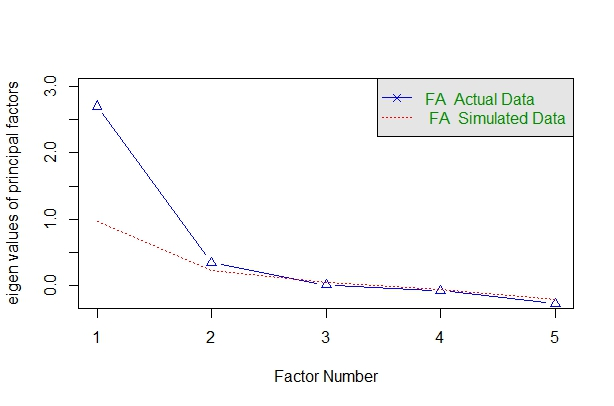 FA Actual Data
FA Simulated Data
eigen values of principal factors
3.0
2.0
1.0
0.0
1 2 3 4 5
Factor Number